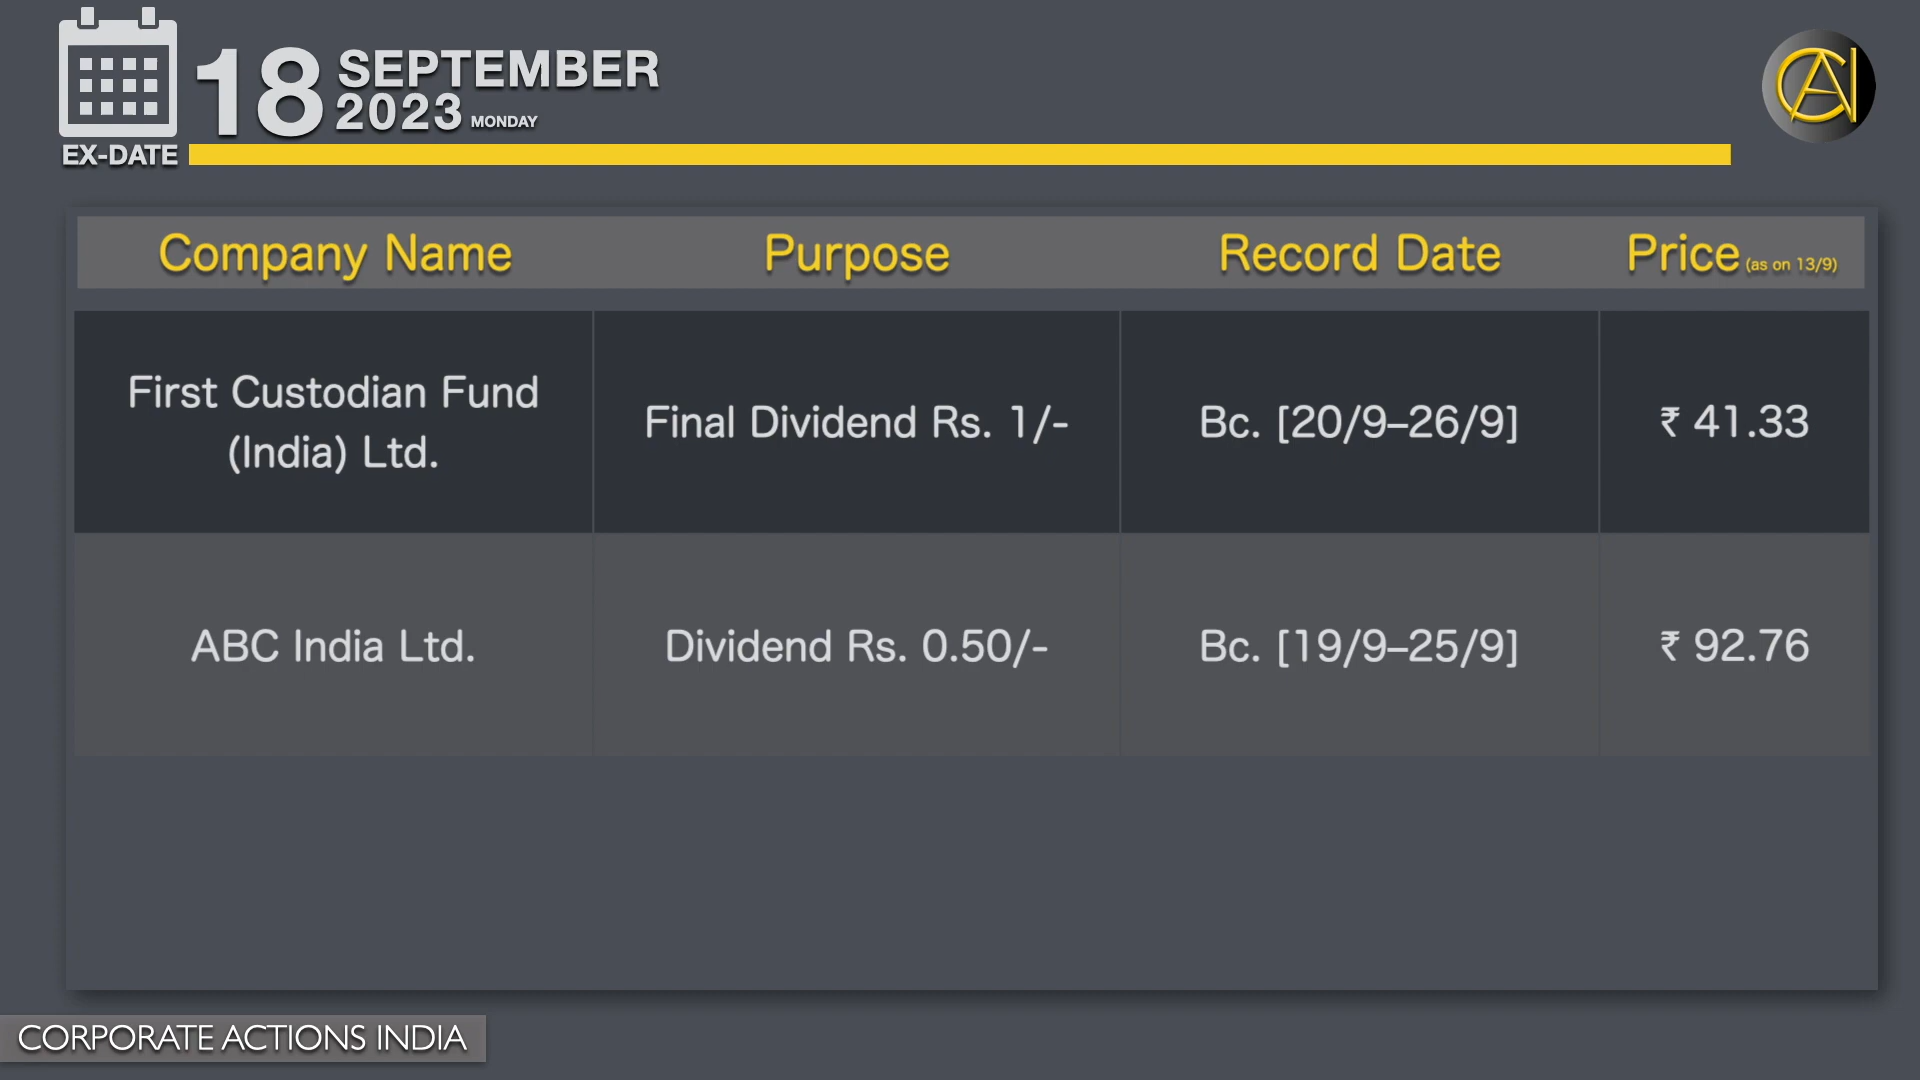 18 SEPTEMBER
2023 MONDAY
EX-DATE
CAI
Company Name Purpose Record Date Price (as on 13/9)
First Custodian Fund
(India) Ltd.
Final Dividend Rs. 1/-
Bc. [20/9–26/9]
₹ 41.33
ABC India Ltd.
Dividend Rs. 0.50/-
Bc. [19/9–25/9]
₹ 92.76
CORPORATE ACTIONS INDIA